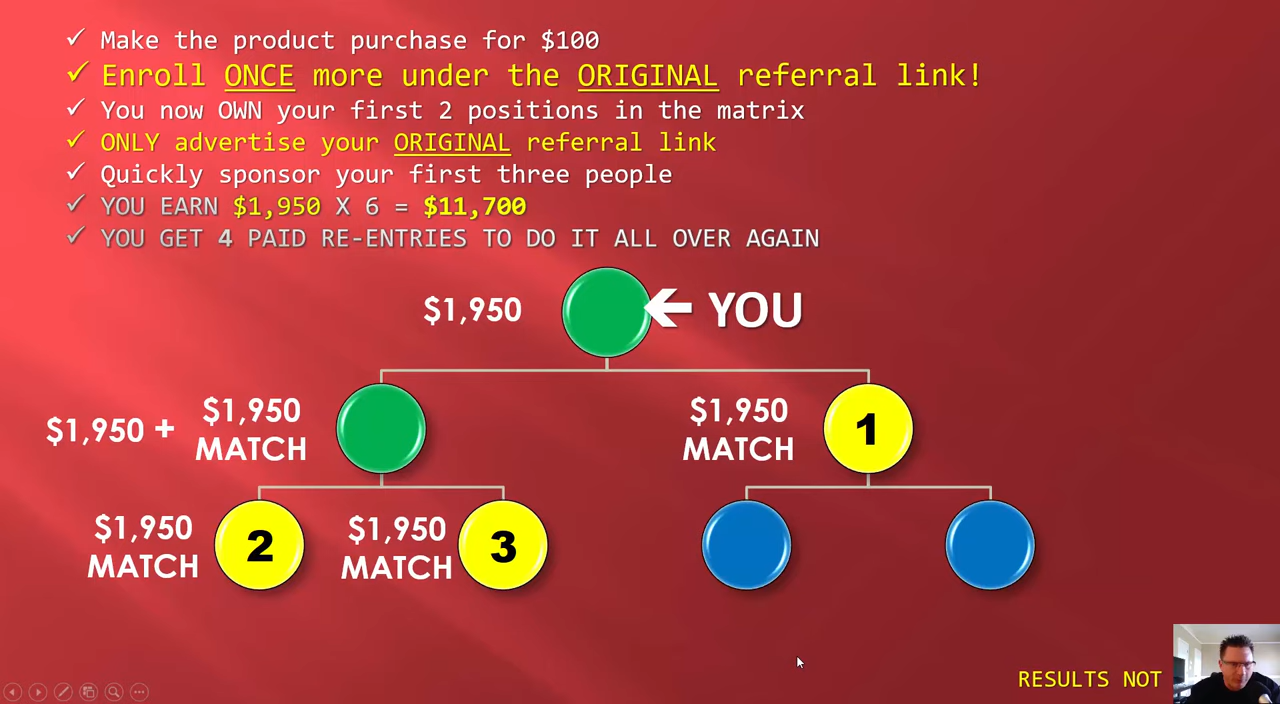 ✓ Make the product purchase for $100
✓ Enroll ONCE more under the ORIGINAL referral link!
✓ You now OWN your first 2 positions in the matrix
✓ ONLY advertise your ORIGINAL referral link
✓ Quickly sponsor your first three people
✓ YOU EARN $1,950 X 6 = $11,700
✓ YOU GET 4 PAID RE-ENTRIES TO DO IT ALL OVER AGAIN
$1,950
YOU
$1,950 +
$1,950
MATCH
$1,950
MATCH
1
$1,950
MATCH
2
$1,950
MATCH
3
RESULTS NOT